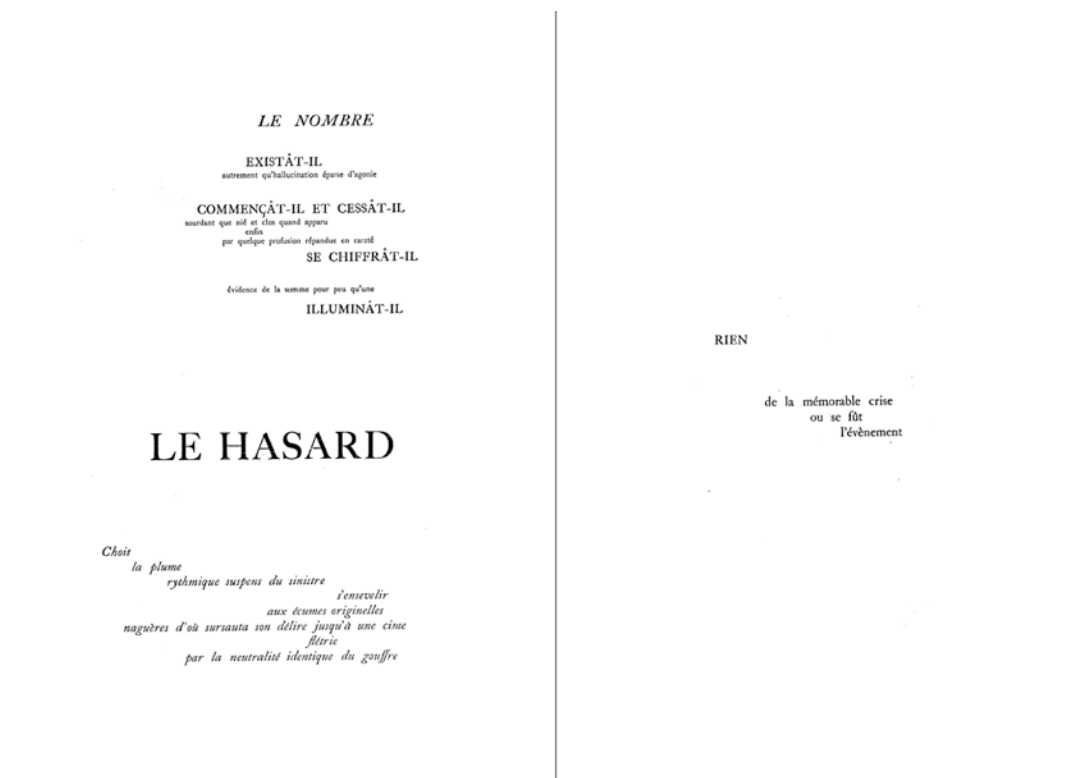 LE NOMBRE
EXISTÂT-IL
autrement qu'hallucination éparse d'agonie
COMMENÇÂT-IL ET CESSÂT-IL
sourdant que nié et clos quand apparu
enfin
par quelque profusion répandue en rareté
SE CHIFFRÂT-IL
évidence de la somme pour peu qu'une
ILLUMINÂT-IL
LE HASARD
Choit
la plume
rythmique suspens du sinistre
s'ensevelir
aux écumes originelles
naguères d'où sursauta son délire jusqu'à une cime
flétrie
par la neutralité identique du gouffre
RIEN
de la mémorable crise
ou se fût
l'évènement